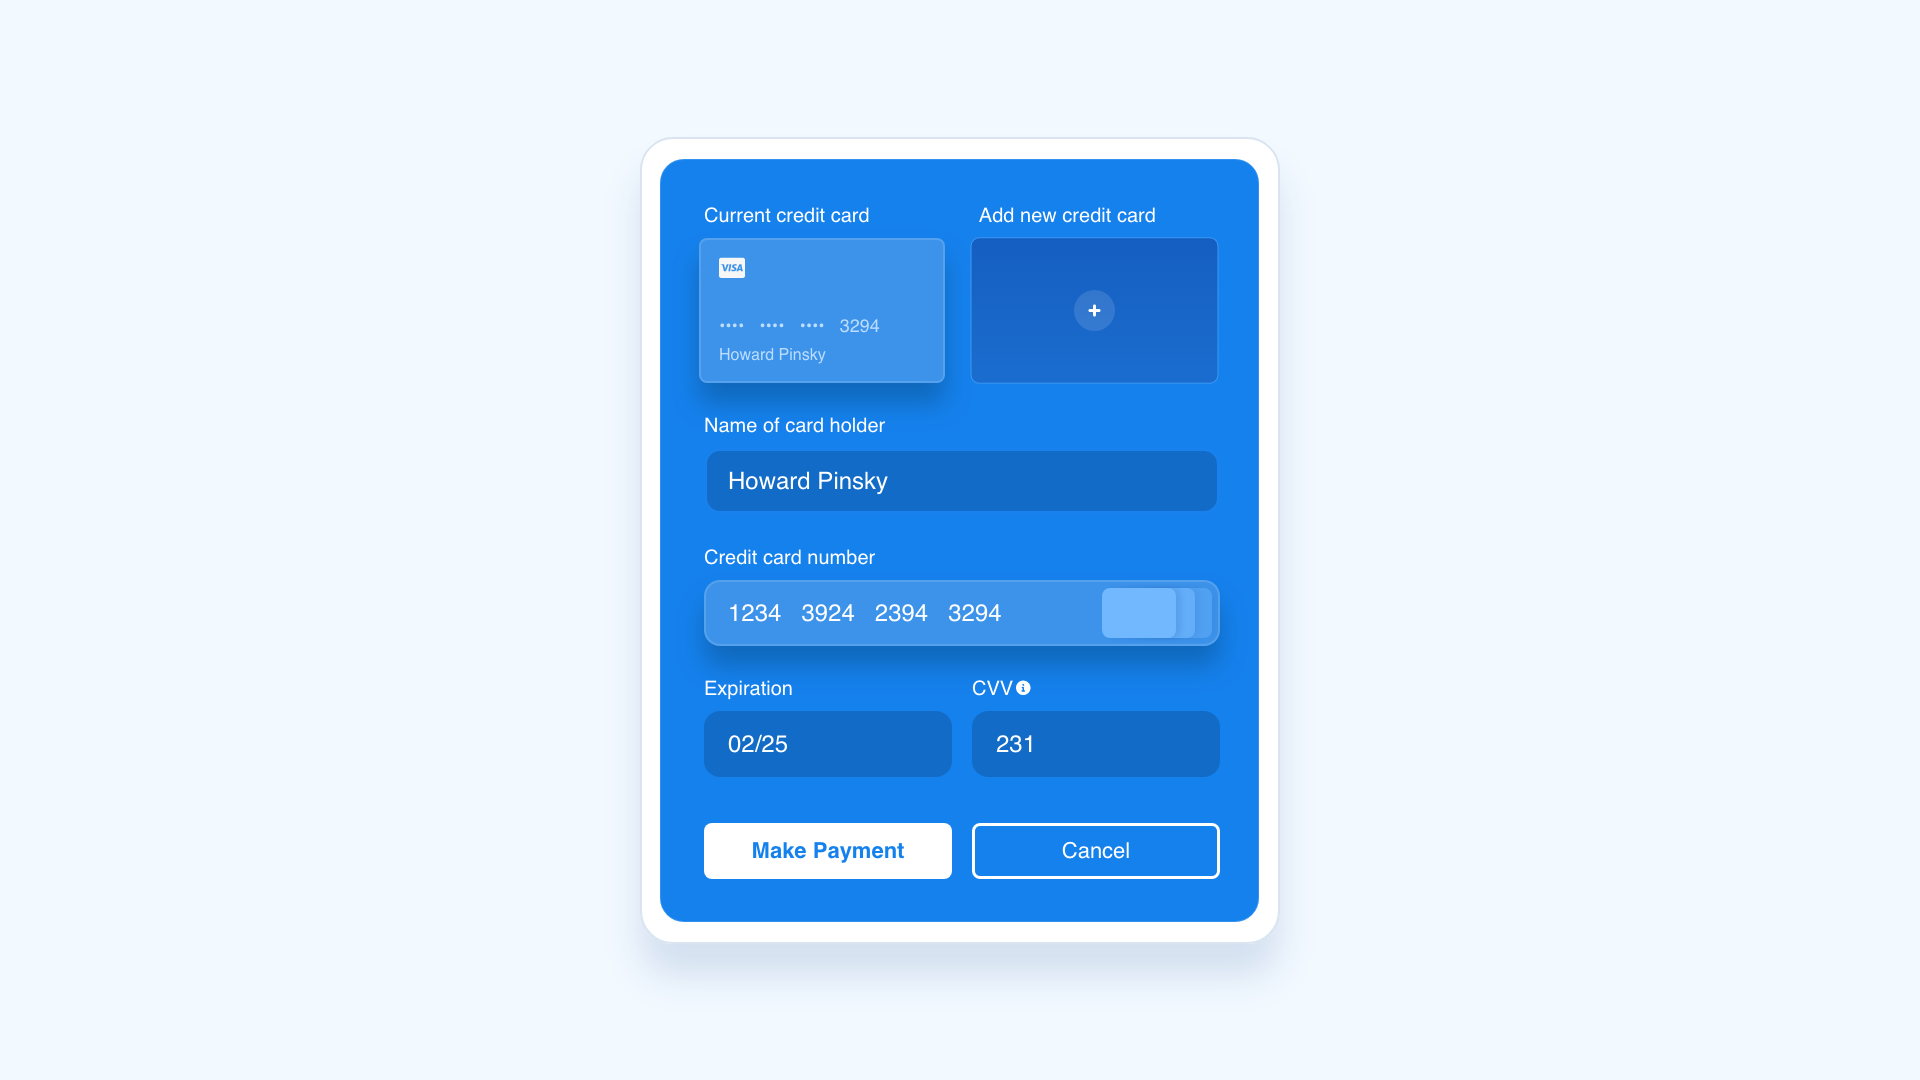 Current credit card
Add new credit card
VISA
•••• •••• •••• 3294
Howard Pinsky
+
Name of card holder
Howard Pinsky
Credit card number
1234 3924 2394 3294
Expiration
CVV i
02/25
231
Make Payment
Cancel